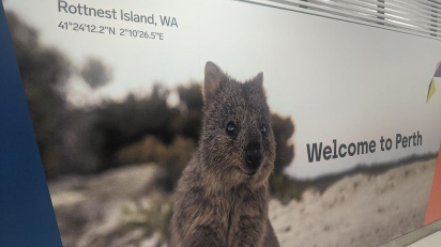 Rottnest Island, WA
41°24'12.2"N 2°10'26.5"E
Welcome to Perth